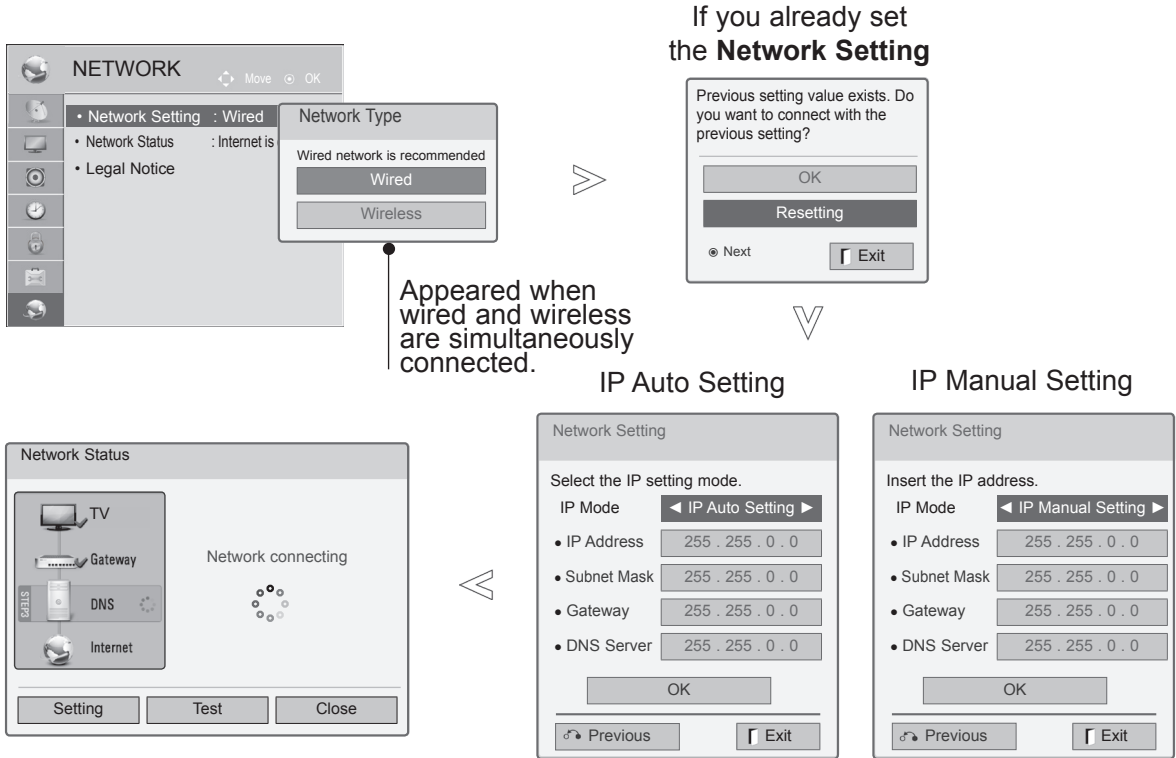 If you already set
the Network Setting
NETWORK
Move
OK
• Network Setting : Wired
• Network Status : Internet is
• Legal Notice
Network Type
Wired network is recommended
Wired
Wireless
Appeared when
wired and wireless
are simultaneously
connected.
Previous setting value exists. Do
you want to connect with the
previous setting?
OK
Resetting
Next
Exit
IP Auto Setting
Network Setting
Select the IP setting mode.
IP Mode ◄ IP Auto Setting ►
• IP Address 255 . 255 . 0 . 0
• Subnet Mask 255 . 255 . 0 . 0
• Gateway 255 . 255 . 0 . 0
• DNS Server 255 . 255 . 0 . 0
OK
Previous
Exit
IP Manual Setting
Network Setting
Insert the IP address.
IP Mode ◄ IP Manual Setting ►
• IP Address 255 . 255 . 0 . 0
• Subnet Mask 255 . 255 . 0 . 0
• Gateway 255 . 255 . 0 . 0
• DNS Server 255 . 255 . 0 . 0
OK
Previous
Exit
Network Status
TV
Gateway
STEP3
DNS
Internet
Network connecting
Setting
Test
Close